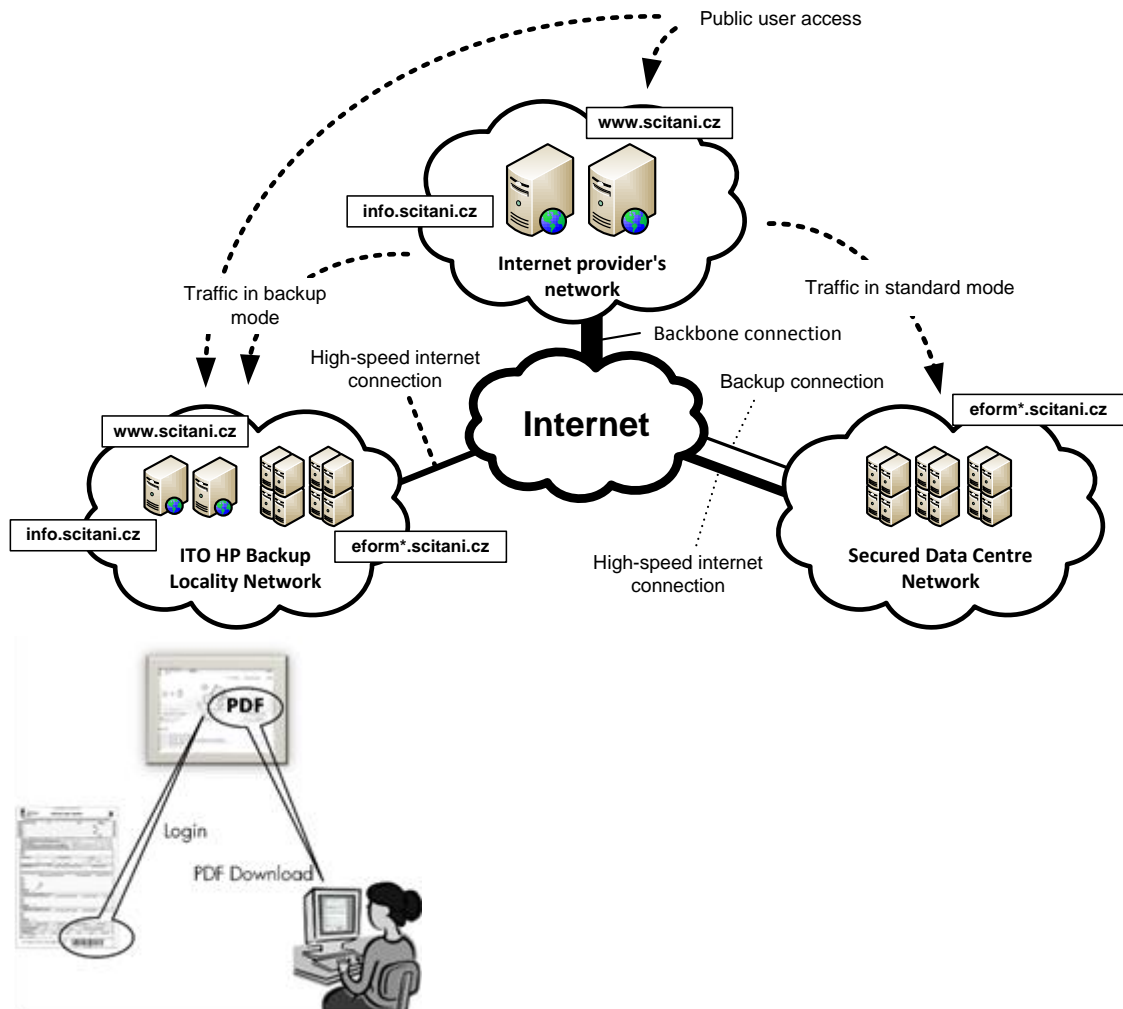 Public user access
www.scitani.cz
info.scitani.cz
Internet provider's
network
Traffic in backup
mode
Traffic in standard mode
Backbone connection
High-speed internet
connection
Backup connection
Internet
www.scitani.cz
eform*.scitani.cz
info.scitani.cz
eform*.scitani.cz
ITO HP Backup
Locality Network
High-speed internet
connection
Secured Data Centre
Network
PDF
Login
PDF Download